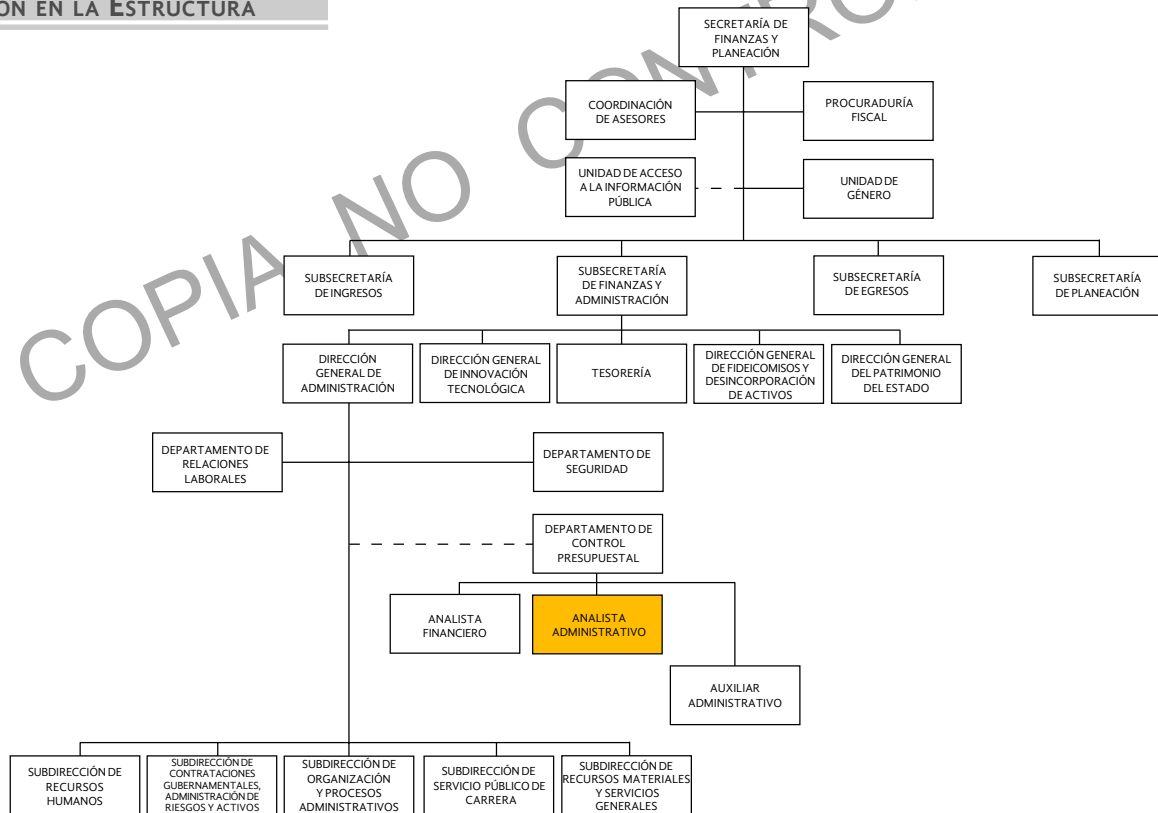 ÓN EN LA ESTRUCTURA
COPIA NO CONTRO
SECRETARÍA DE
FINANZAS Y
PLANEACIÓN
COORDINACIÓN
DE ASESORES
PROCURADURÍA
FISCAL
UNIDAD DE ACCESO
A LA INFORMACIÓN
PÚBLICA
UNIDAD DE
GÉNERO
SUBSECRETARÍA
DE INGRESOS
SUBSECRETARÍA
DE FINANZAS Y
ADMINISTRACIÓN
SUBSECRETARÍA
DE EGRESOS
SUBSECRETARÍA
DE PLANEACIÓN
DIRECCIÓN
GENERAL DE
ADMINISTRACIÓN
DIRECCIÓN GENERAL
DE INNOVACIÓN
TECNOLÓGICA
TESORERÍA
DIRECCIÓN GENERAL
DE FIDEICOMISOS Y
DESINCORPORACIÓN
DE ACTIVOS
DIRECCIÓN GENERAL
DEL PATRIMONIO
DEL ESTADO
DEPARTAMENTO DE
RELACIONES
LABORALES
DEPARTAMENTO DE
SEGURIDAD
DEPARTAMENTO DE
CONTROL
PRESUPUESTAL
ANALISTA
FINANCIERO
ANALISTA
ADMINISTRATIVO
AUXILIAR
ADMINISTRATIVO
SUBDIRECCIÓN DE
RECURSOS
HUMANOS
SUBDIRECCIÓN DE
CONTRATACIONES
GUBERNAMENTALES,
ADMINISTRACIÓN DE
RIESGOS Y ACTIVOS
SUBDIRECCIÓN DE
ORGANIZACIÓN
Y PROCESOS
ADMINISTRATIVOS
SUBDIRECCIÓN DE
SERVICIO PÚBLICO DE
CARRERA
SUBDIRECCIÓN DE
RECURSOS MATERIALES
Y SERVICIOS
GENERALES